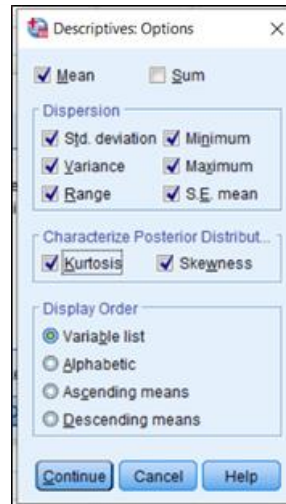 Descriptives: Options
Mean Sum
Dispersion
Std. deviation Minimum
Variance Maximum
Range S.E. mean
Characterize Posterior Distribut...
Kurtosis Skewness
Display Order
Variable list
Alphabetic
Ascending means
Descending means
Continue Cancel Help